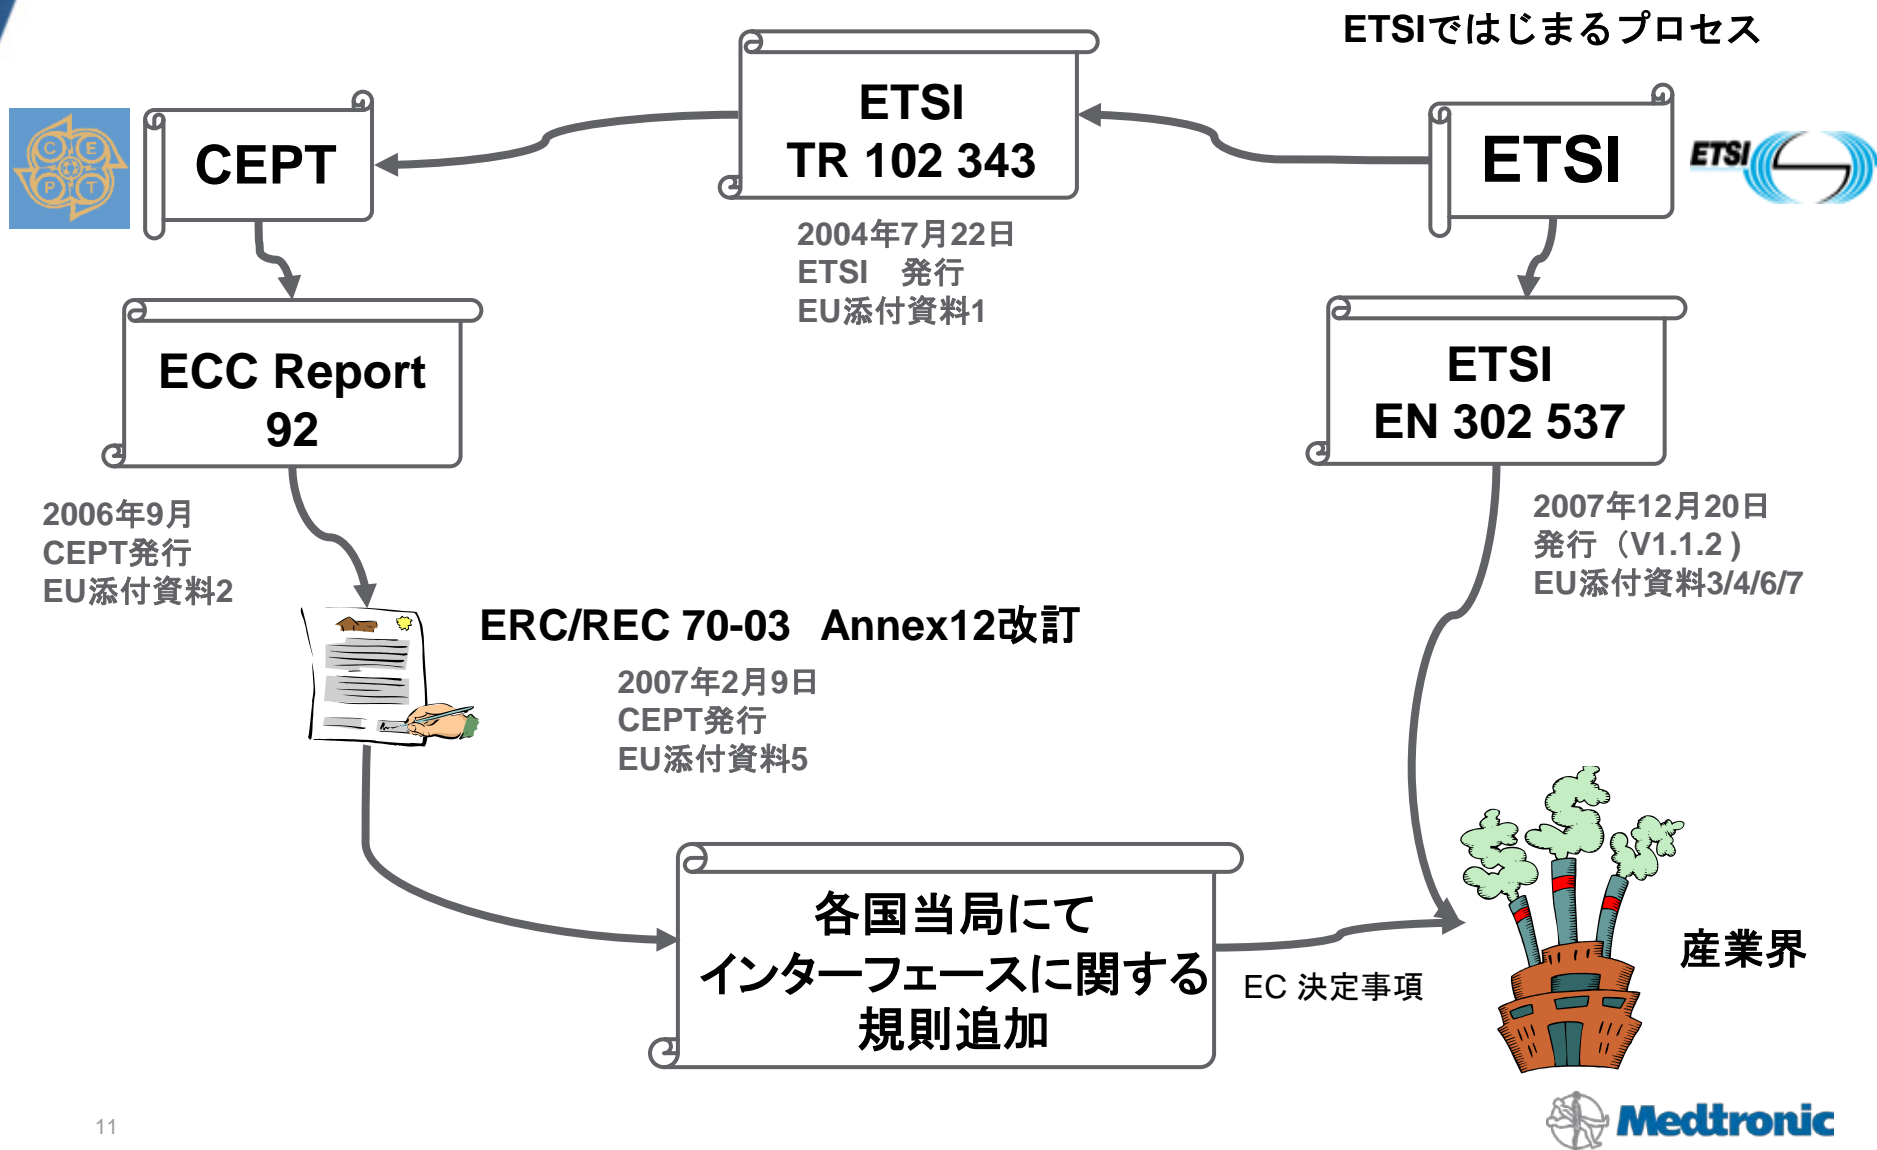 ETSIではじまるプロセス
CEPT
C E
P T
ETSI
TR 102 343
ETSI
ETSI
2004年7月22日
ETSI　発行
EU添付資料1
ECC Report
92
ETSI
EN 302 537
2006年9月
CEPT発行
EU添付資料2
2007年12月20日
発行（V1.1.2 )
EU添付資料3/4/6/7
ERC/REC 70-03 Annex12改訂
2007年2月9日
CEPT発行
EU添付資料5
各国当局にて
インターフェースに関する
規則追加
EC 決定事項
産業界
11
Medtronic